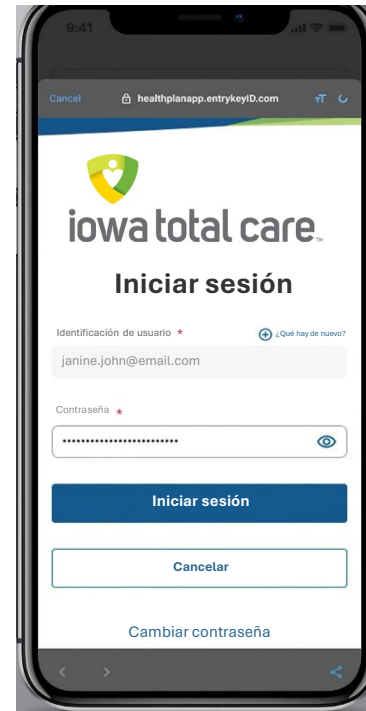 9:41
Cancel healthplanapp.entrykeyID.com
iowa total care™
Iniciar sesión
Identificación de usuario * ¿Qué hay de nuevo?
janine.john@email.com
Contraseña *
Iniciar sesión
Cancelar
Cambiar contraseña